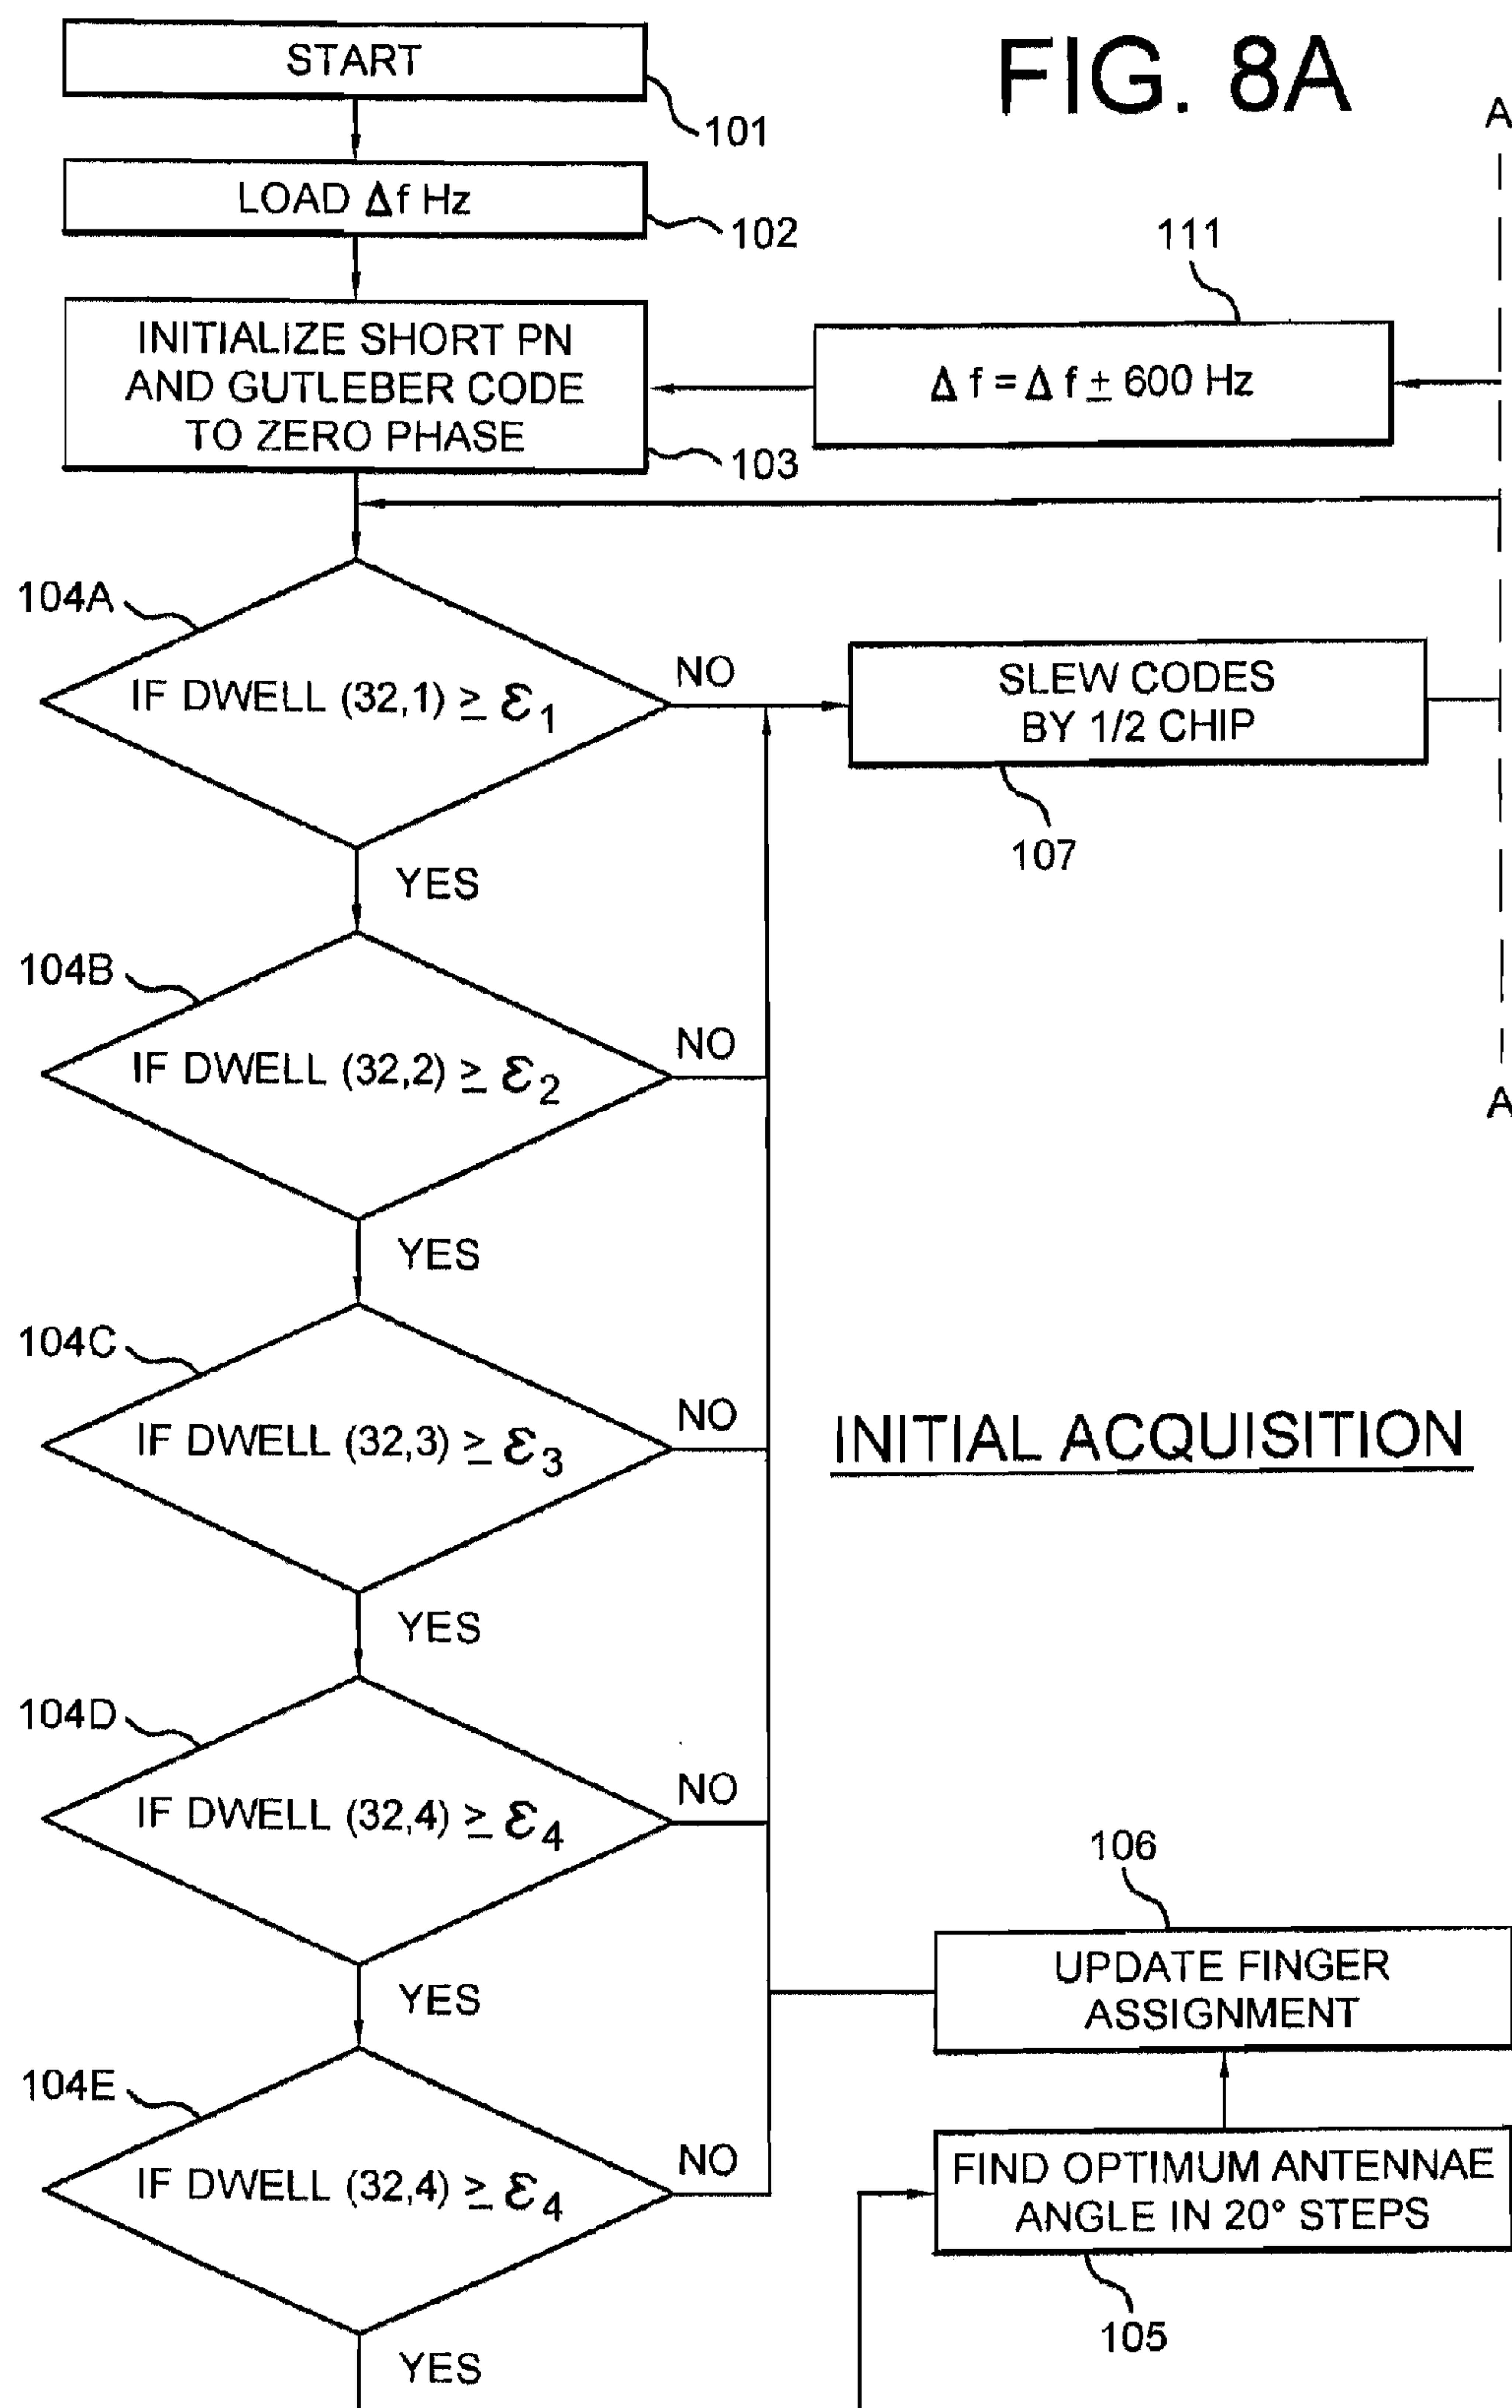 FIG. 8A
START
101
A
LOAD Δf Hz
102
111
INITIALIZE SHORT PN
AND GUTLEBER CODE
TO ZERO PHASE
103
Δ f = Δ f ± 600 Hz
104A
IF DWELL (32,1) ≥ ε1
NO
SLEW CODES
BY 1/2 CHIP
107
YES
104B
IF DWELL (32,2) ≥ ε2
NO
A
YES
104C
IF DWELL (32,3) ≥ ε3
NO
INITIAL ACQUISITION
YES
104D
IF DWELL (32,4) ≥ ε4
NO
106
UPDATE FINGER
ASSIGNMENT
YES
104E
IF DWELL (32,4) ≥ ε4
NO
FIND OPTIMUM ANTENNAE
ANGLE IN 20° STEPS
105
YES